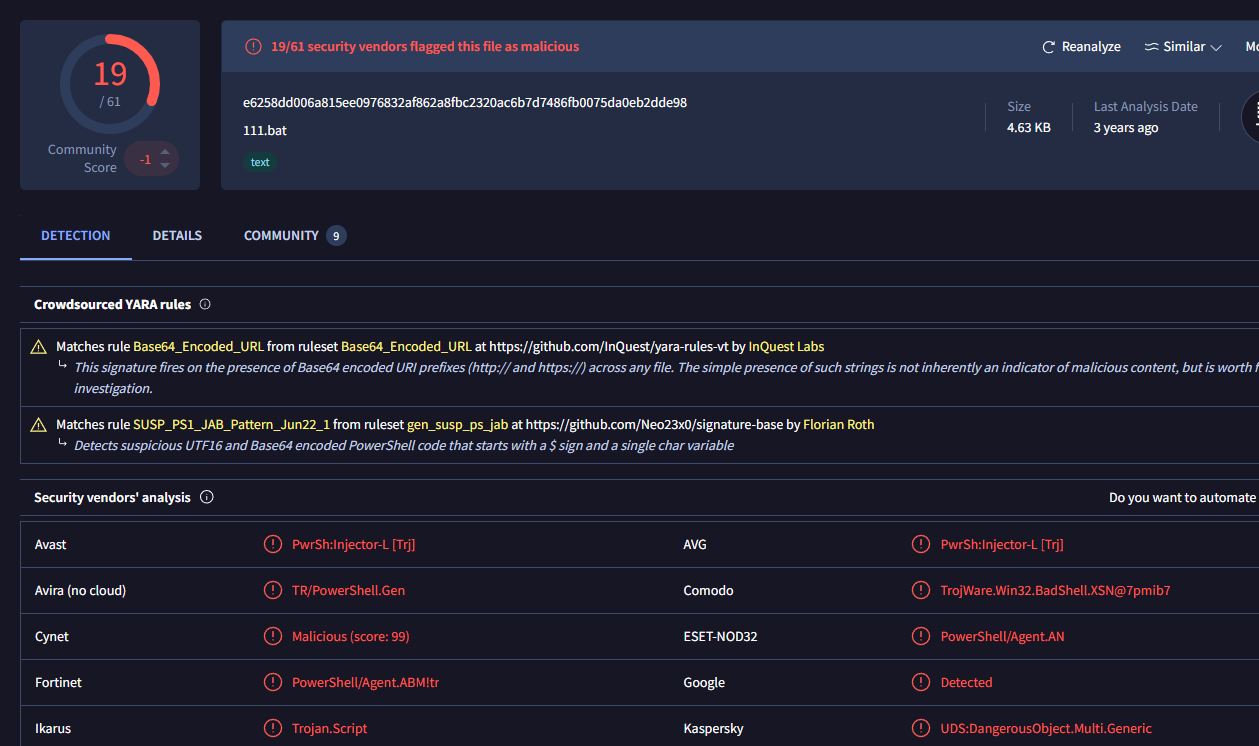 19
/ 61
Community
Score
-1
19/61 security vendors flagged this file as malicious
Reanalyze
Similar
e6258dd006a815ee0976832af862a8fbc2320ac6b7d7486fb0075da0eb2dde98
111.bat
text
Size
4.63 KB
Last Analysis Date
3 years ago
DETECTION DETAILS COMMUNITY 9
Crowdsourced YARA rules
Matches rule Base64_Encoded_URL from ruleset Base64_Encoded_URL at https://github.com/InQuest/yara-rules-vt by InQuest Labs
This signature fires on the presence of Base64 encoded URI prefixes (http:// and https://) across any file. The simple presence of such strings is not inherently an indicator of malicious content, but is worth
investigation.
Matches rule SUSP_PS1_JAB_Pattern_Jun22_1 from ruleset gen_susp_ps_jab at https://github.com/Neo23x0/signature-base by Florian Roth
Detects suspicious UTF16 and Base64 encoded PowerShell code that starts with a $ sign and a single char variable
Security vendors' analysis
Do you want to automate
Avast PwrSh:Injector-L [Trj] AVG PwrSh:Injector-L [Trj]
Avira (no cloud) TR/PowerShell.Gen Comodo TrojWare.Win32.BadShell.XSN@7pmib7
Cynet Malicious (score: 99) ESET-NOD32 PowerShell/Agent.AN
Fortinet PowerShell/Agent.ABM!tr Google Detected
Ikarus Trojan.Script Kaspersky UDS:DangerousObject.Multi.Generic